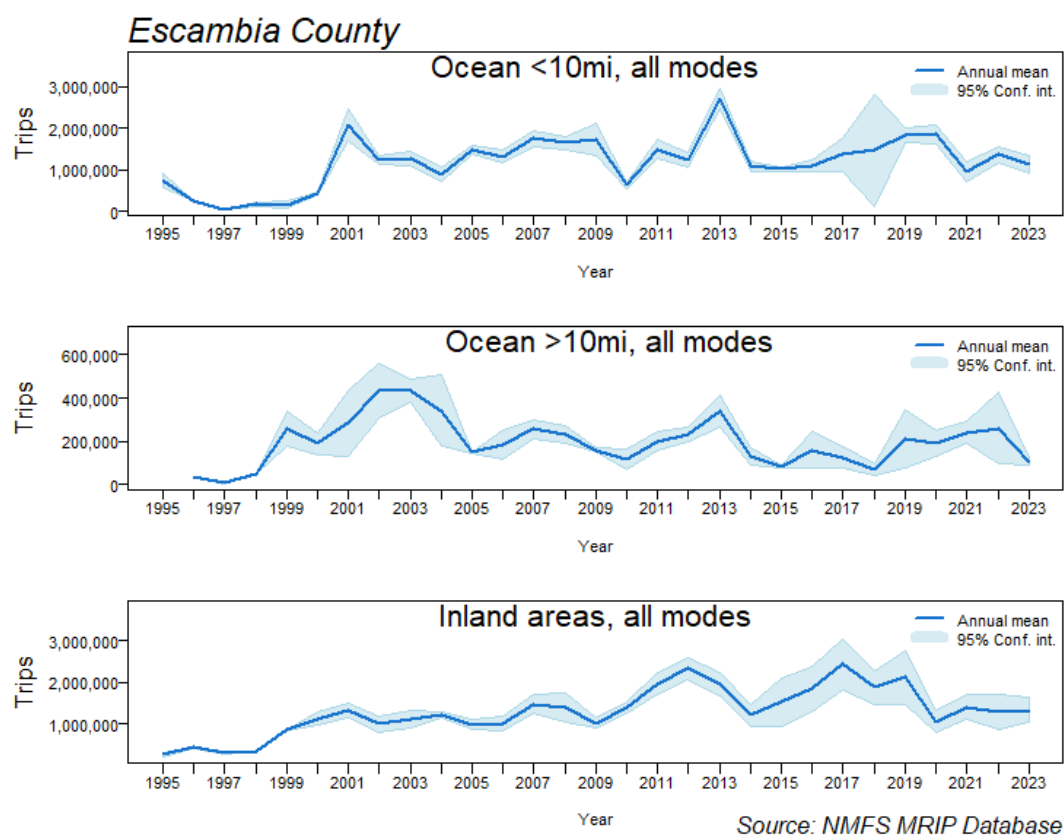 Escambia County
Ocean <10mi, all modes
Annual mean
95% Conf. int.
Trips
3,000,000
2,000,000
1,000,000
0
1995 1997 1999 2001 2003 2005 2007 2009 2011 2013 2015 2017 2019 2021 2023
Year
Ocean >10mi, all modes
Annual mean
95% Conf. int.
Trips
600,000
400,000
200,000
0
1995 1997 1999 2001 2003 2005 2007 2009 2011 2013 2015 2017 2019 2021 2023
Year
Inland areas, all modes
Annual mean
95% Conf. int.
Trips
3,000,000
2,000,000
1,000,000
1995 1997 1999 2001 2003 2005 2007 2009 2011 2013 2015 2017 2019 2021 2023
Year
Source: NMFS MRIP Database